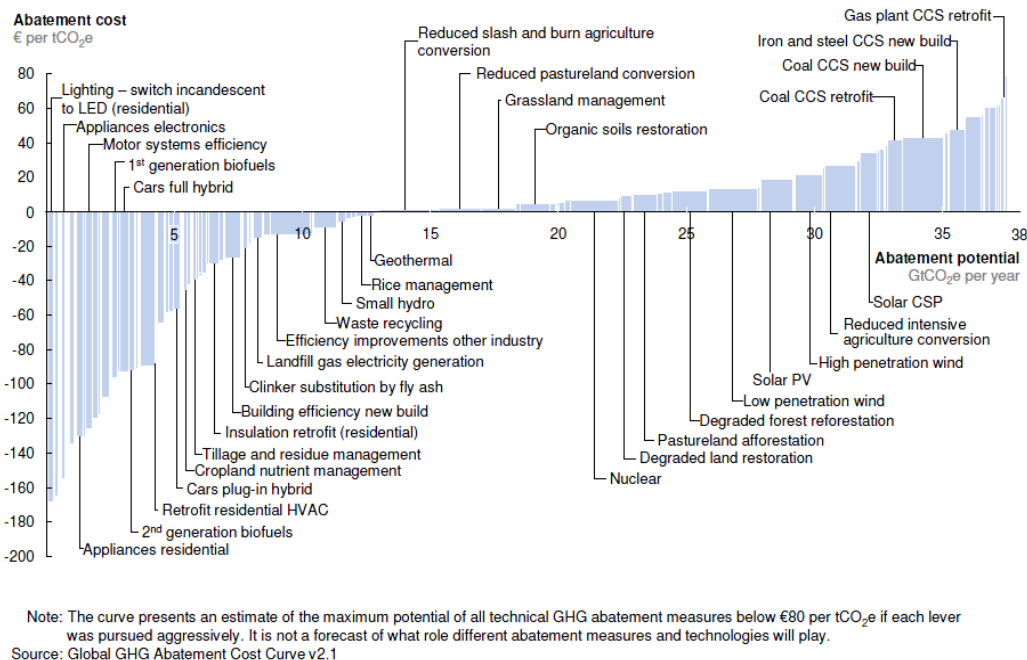 Abatement cost
€ per tCO₂e
Gas plant CCS retrofit
Reduced slash and burn agriculture
conversion
Iron and steel CCS new build
Coal CCS new build
Reduced pastureland conversion
Grassland management
Coal CCS retrofit
Organic soils restoration
Lighting – switch incandescent
to LED (residential)
Appliances electronics
Motor systems efficiency
1st generation biofuels
Cars full hybrid
80
60
40
20
0
-20
-40
-60
-80
-100
-120
-140
-160
-180
-200
5
10
15
20
25
30
35
38
Abatement potential
GtCO₂e per year
Geothermal
Rice management
Small hydro
Waste recycling
Efficiency improvements other industry
Landfill gas electricity generation
Clinker substitution by fly ash
Building efficiency new build
Insulation retrofit (residential)
Tillage and residue management
Cropland nutrient management
Cars plug-in hybrid
Retrofit residential HVAC
2nd generation biofuels
Appliances residential
Solar CSP
Reduced intensive
agriculture conversion
High penetration wind
Solar PV
Low penetration wind
Degraded forest reforestation
Pastureland afforestation
Degraded land restoration
Nuclear
Note: The curve presents an estimate of the maximum potential of all technical GHG abatement measures below €80 per tCO₂e if each lever
was pursued aggressively. It is not a forecast of what role different abatement measures and technologies will play.
Source: Global GHG Abatement Cost Curve v2.1